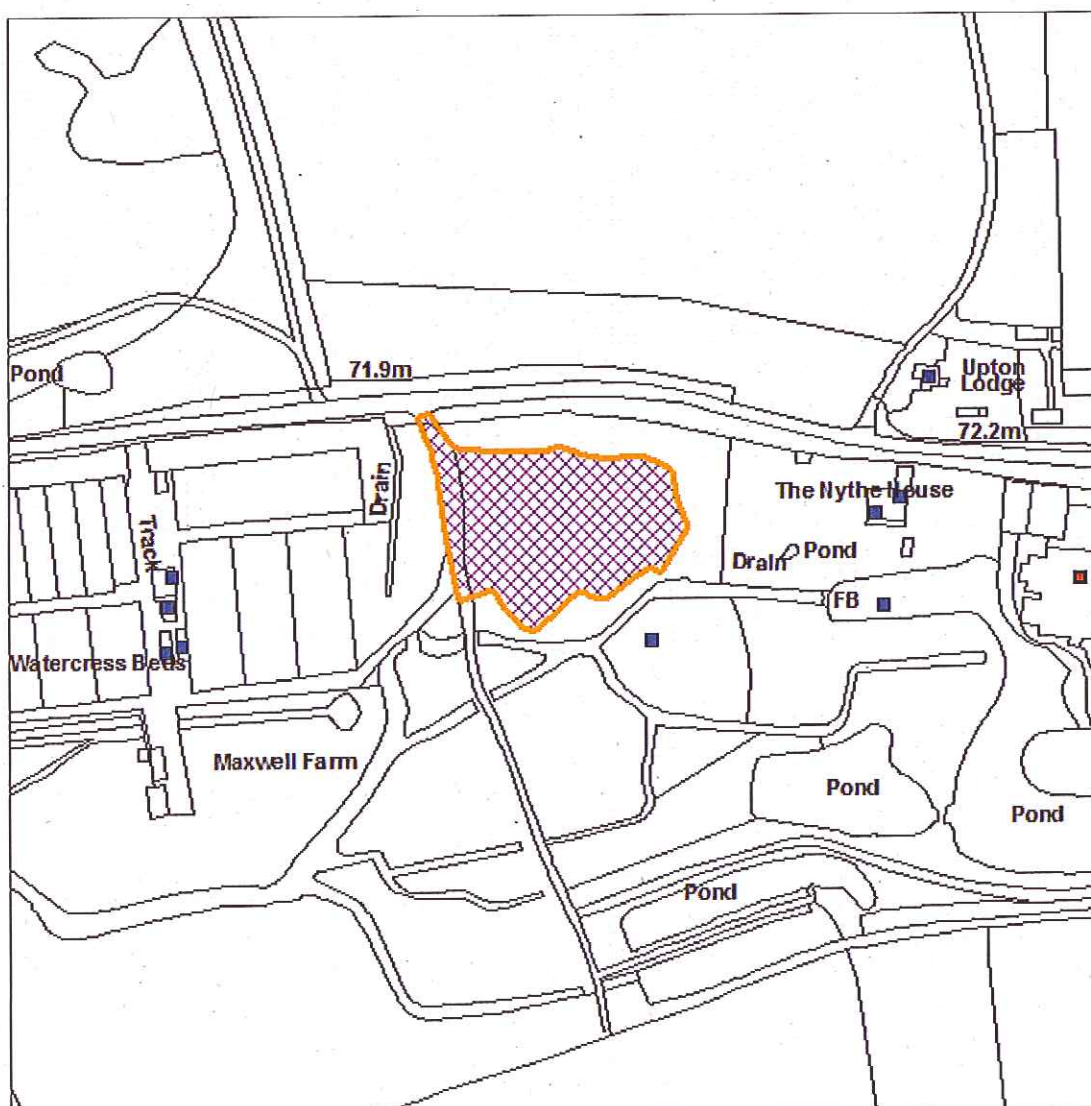 71.9m
Pond
Upton
Lodge
72.2m
Drain
The Nythe House
Track
Drain
Pond
FB
Watercress Beds
Maxwell Farm
Pond
Pond
Pond